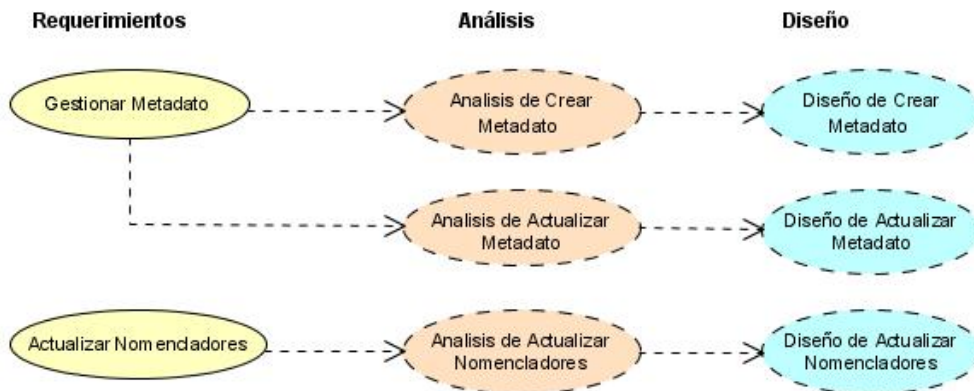 Requerimientos
Análisis
Diseño
Gestionar Metadato
Analisis de Crear
Metadato
Diseño de Crear
Metadato
Analisis de Actualizar
Metadato
Diseño de Actualizar
Metadato
Actualizar Nomencladores
Analisis de Actualizar
Nomencladores
Diseño de Actualizar
Nomencladores